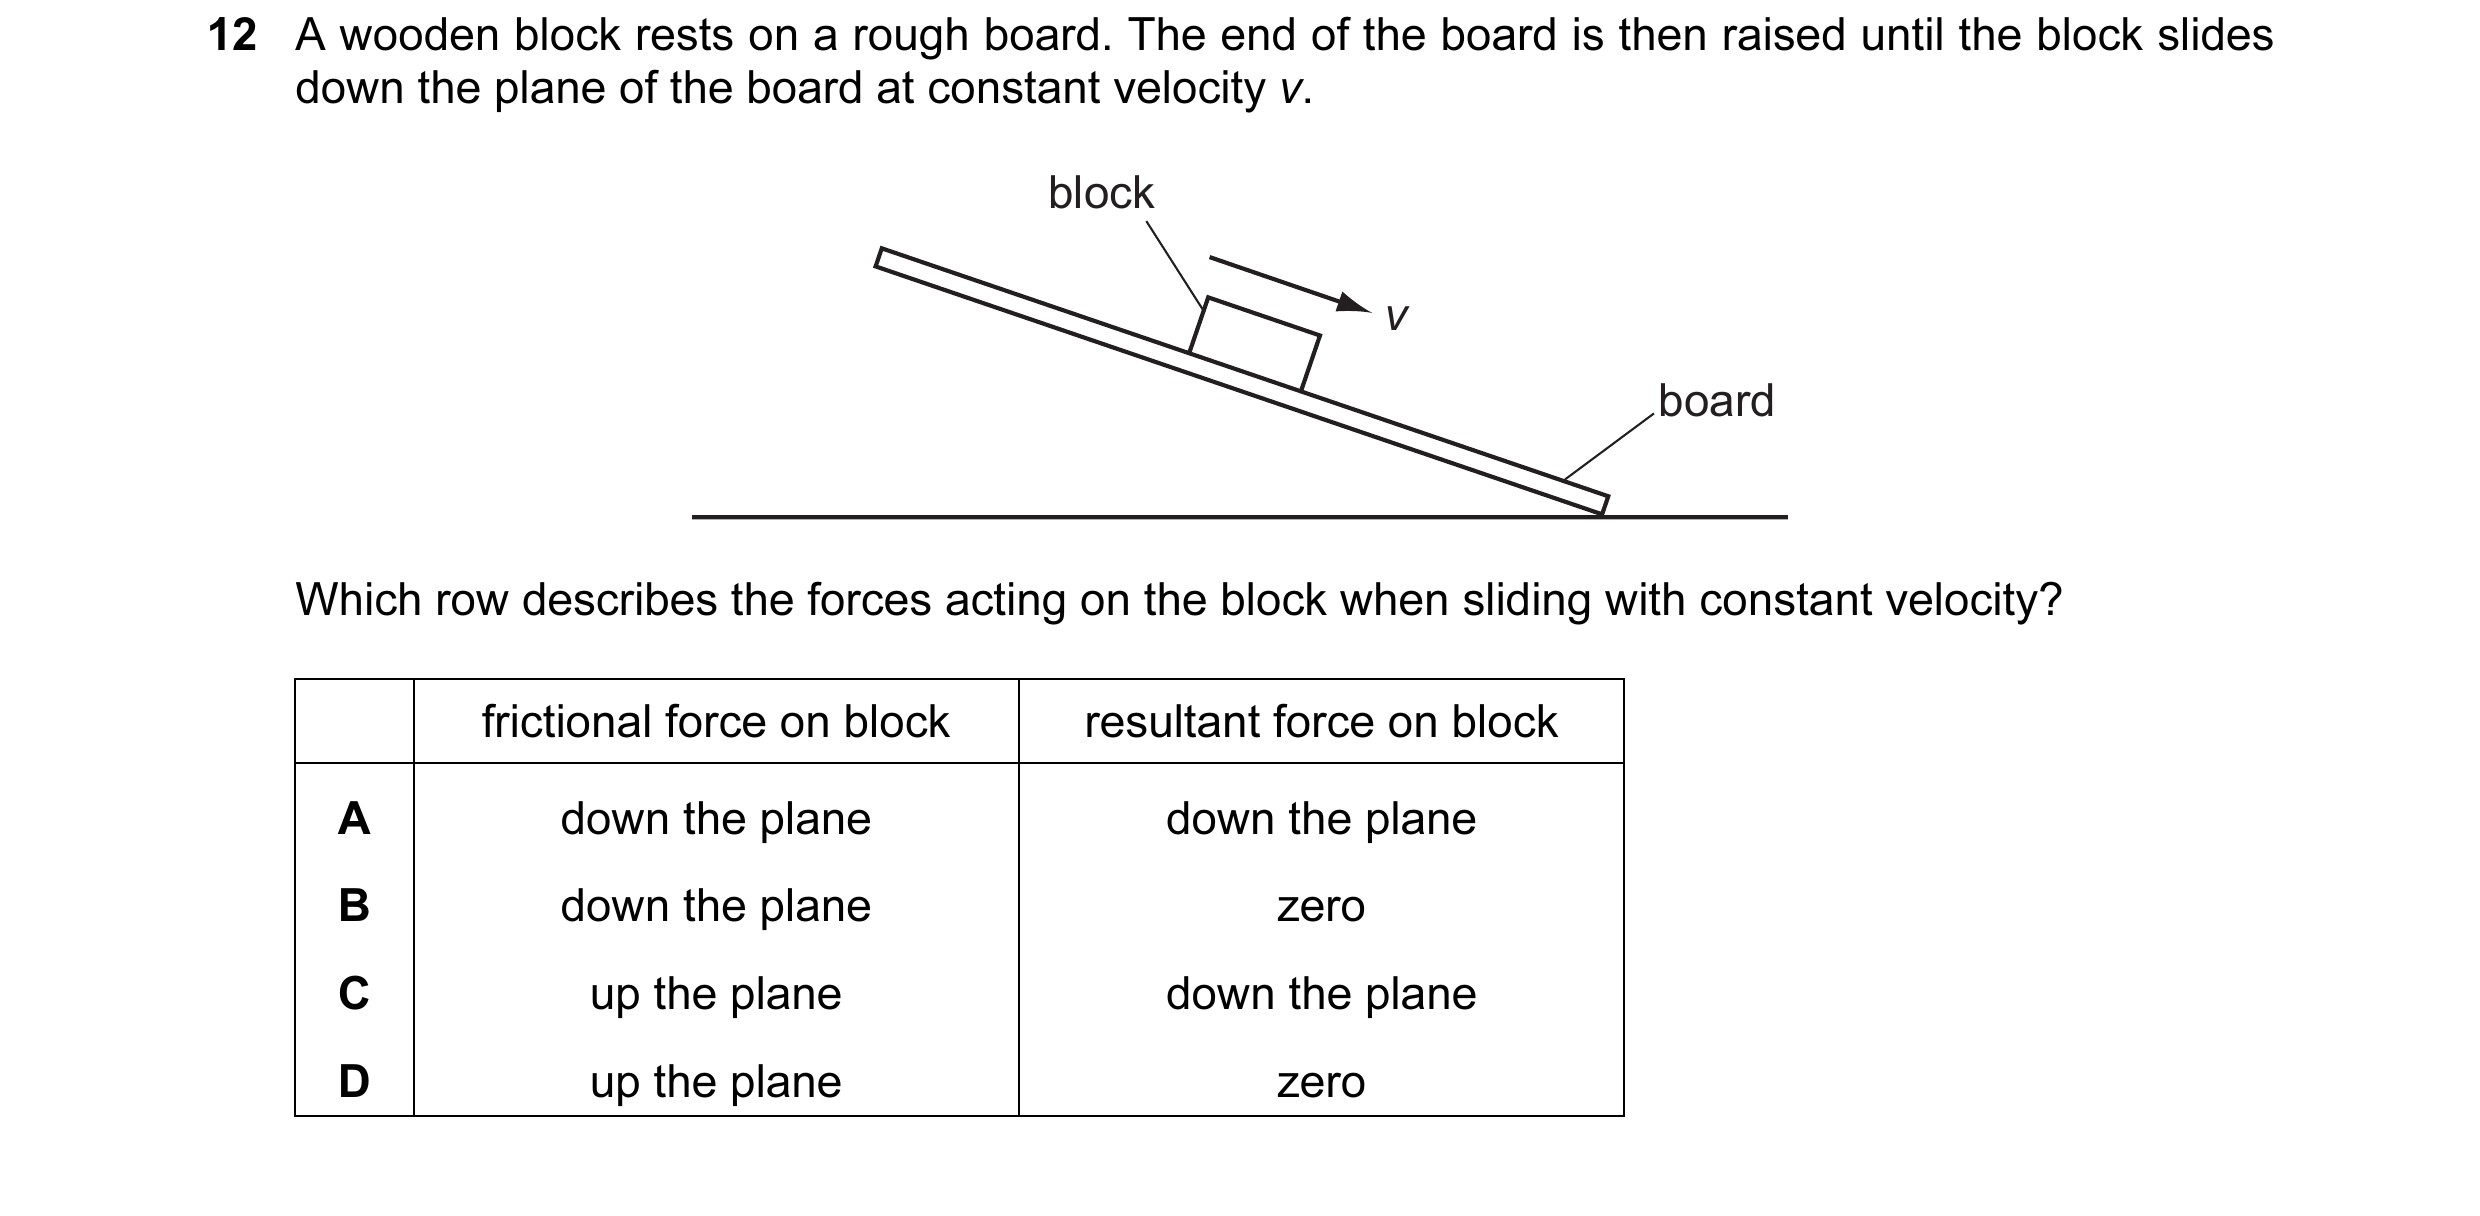 12 A wooden block rests on a rough board. The end of the board is then raised until the block slides
down the plane of the board at constant velocity v.
block
v
board
Which row describes the forces acting on the block when sliding with constant velocity?
frictional force on block resultant force on block
A down the plane down the plane
B down the plane zero
C up the plane down the plane
D up the plane zero